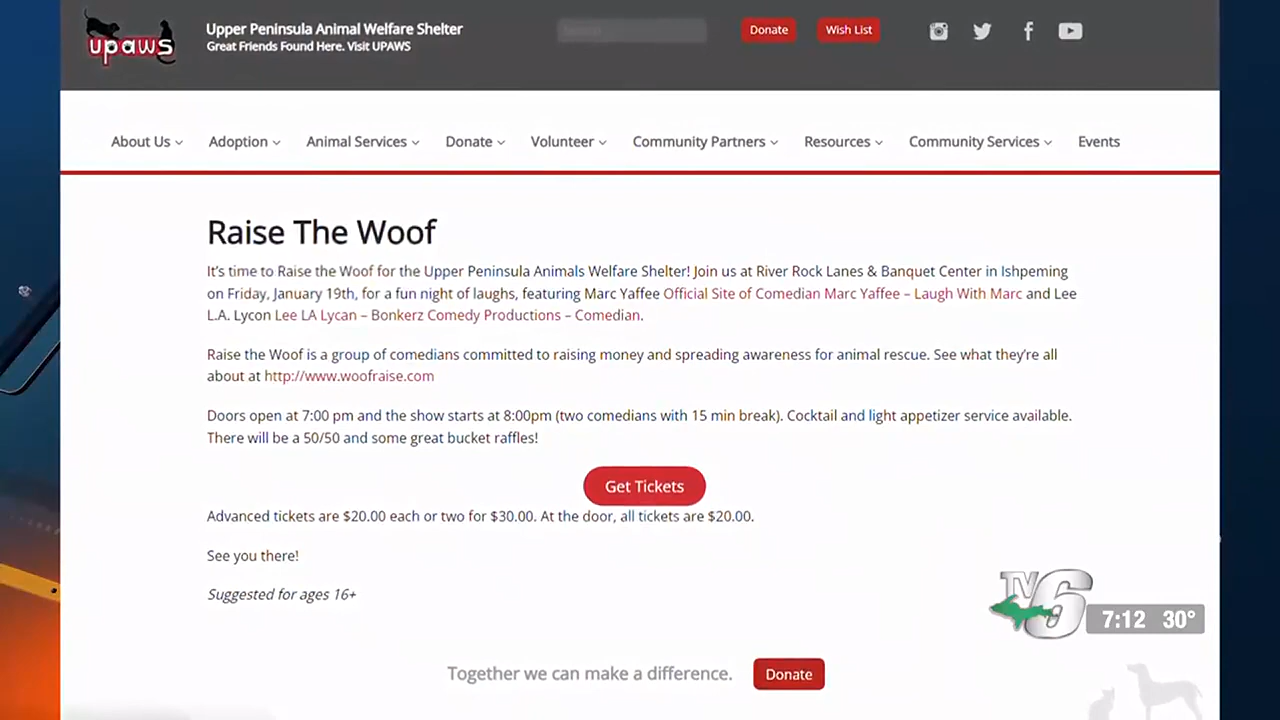 upaws
Upper Peninsula Animal Welfare Shelter
Great Friends Found Here. Visit UPAWS
Search
Donate
Wish List
About Us
Adoption
Animal Services
Donate
Volunteer
Community Partners
Resources
Community Services
Events
Raise The Woof
It's time to Raise the Woof for the Upper Peninsula Animals Welfare Shelter! Join us at River Rock Lanes & Banquet Center in Ishpeming
on Friday, January 19th, for a fun night of laughs, featuring Marc Yaffee Official Site of Comedian Marc Yaffee – Laugh With Marc and Lee
L.A. Lycon Lee LA Lycan – Bonkerz Comedy Productions – Comedian.
Raise the Woof is a group of comedians committed to raising money and spreading awareness for animal rescue. See what they're all
about at http://www.woofraise.com
Doors open at 7:00 pm and the show starts at 8:00pm (two comedians with 15 min break). Cocktail and light appetizer service available.
There will be a 50/50 and some great bucket raffles!
Get Tickets
Advanced tickets are $20.00 each or two for $30.00. At the door, all tickets are $20.00.
See you there!
Suggested for ages 16+
TV6
7:12 30°
Together we can make a difference.
Donate